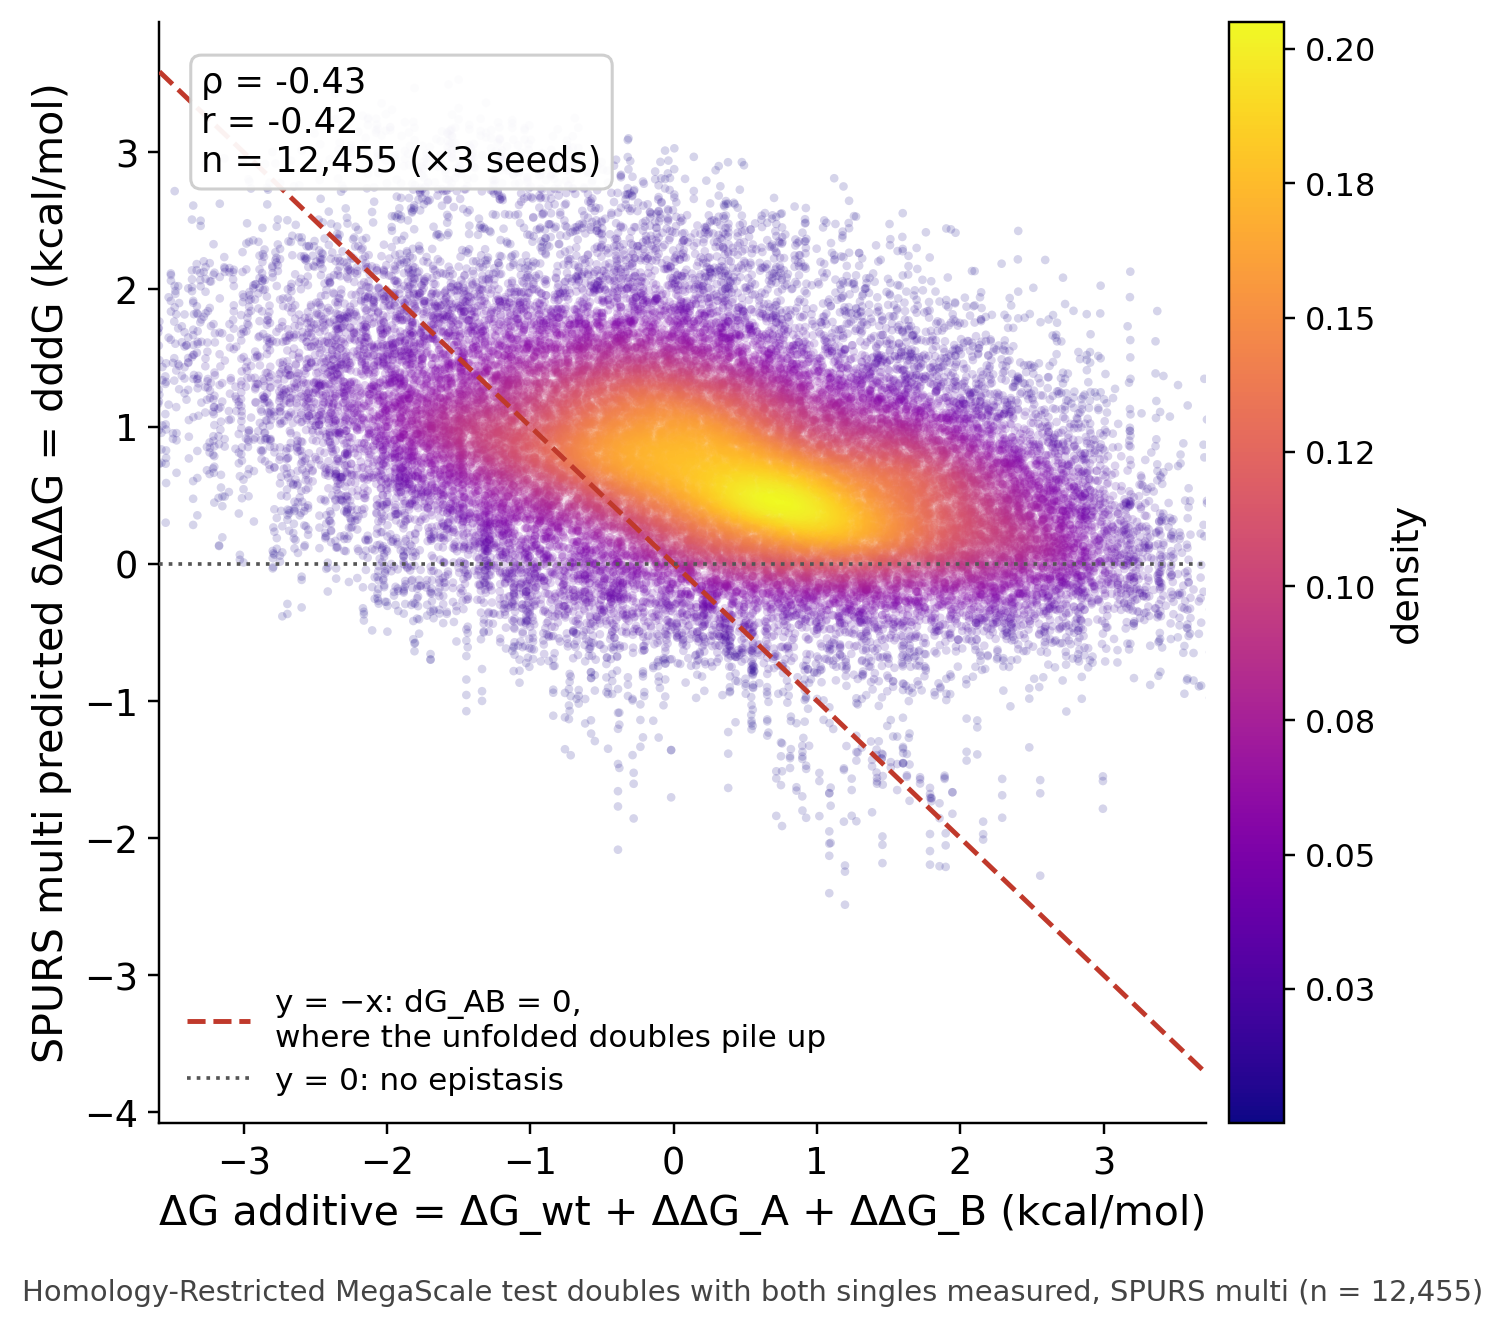 ρ = -0.43
r = -0.42
n = 12,455 (×3 seeds)
SPURS multi predicted δΔΔG = dddG (kcal/mol)
3
2
1
0
−1
−2
−3
−4
y = −x: dG_AB = 0,
where the unfolded doubles pile up
y = 0: no epistasis
−3
−2
−1
0
1
2
3
ΔG additive = ΔG_wt + ΔΔG_A + ΔΔG_B (kcal/mol)
0.20
0.18
0.15
0.12
0.10
0.08
0.05
0.03
density
Homology-Restricted MegaScale test doubles with both singles measured, SPURS multi (n = 12,455)